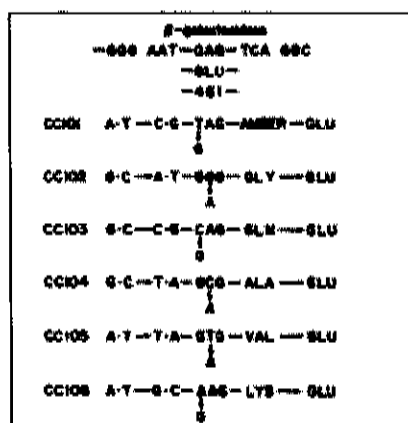 β-galactosidase
—GGG AAT—GAG—TCA GGC
—GLU—
—461—
CC101 A·T—C·G TAG—AMBER—GLU
G
CC102 G·C—A·T GGG GLY—GLU
A
CC103 G·C—C·G CAG—GLN—GLU
G
CC104 G·C—T·A GCG—ALA—GLU
A
CC105 A·T—T·A GTG—VAL—GLU
A
CC106 A·T—G·C AAG—LYS—GLU
G